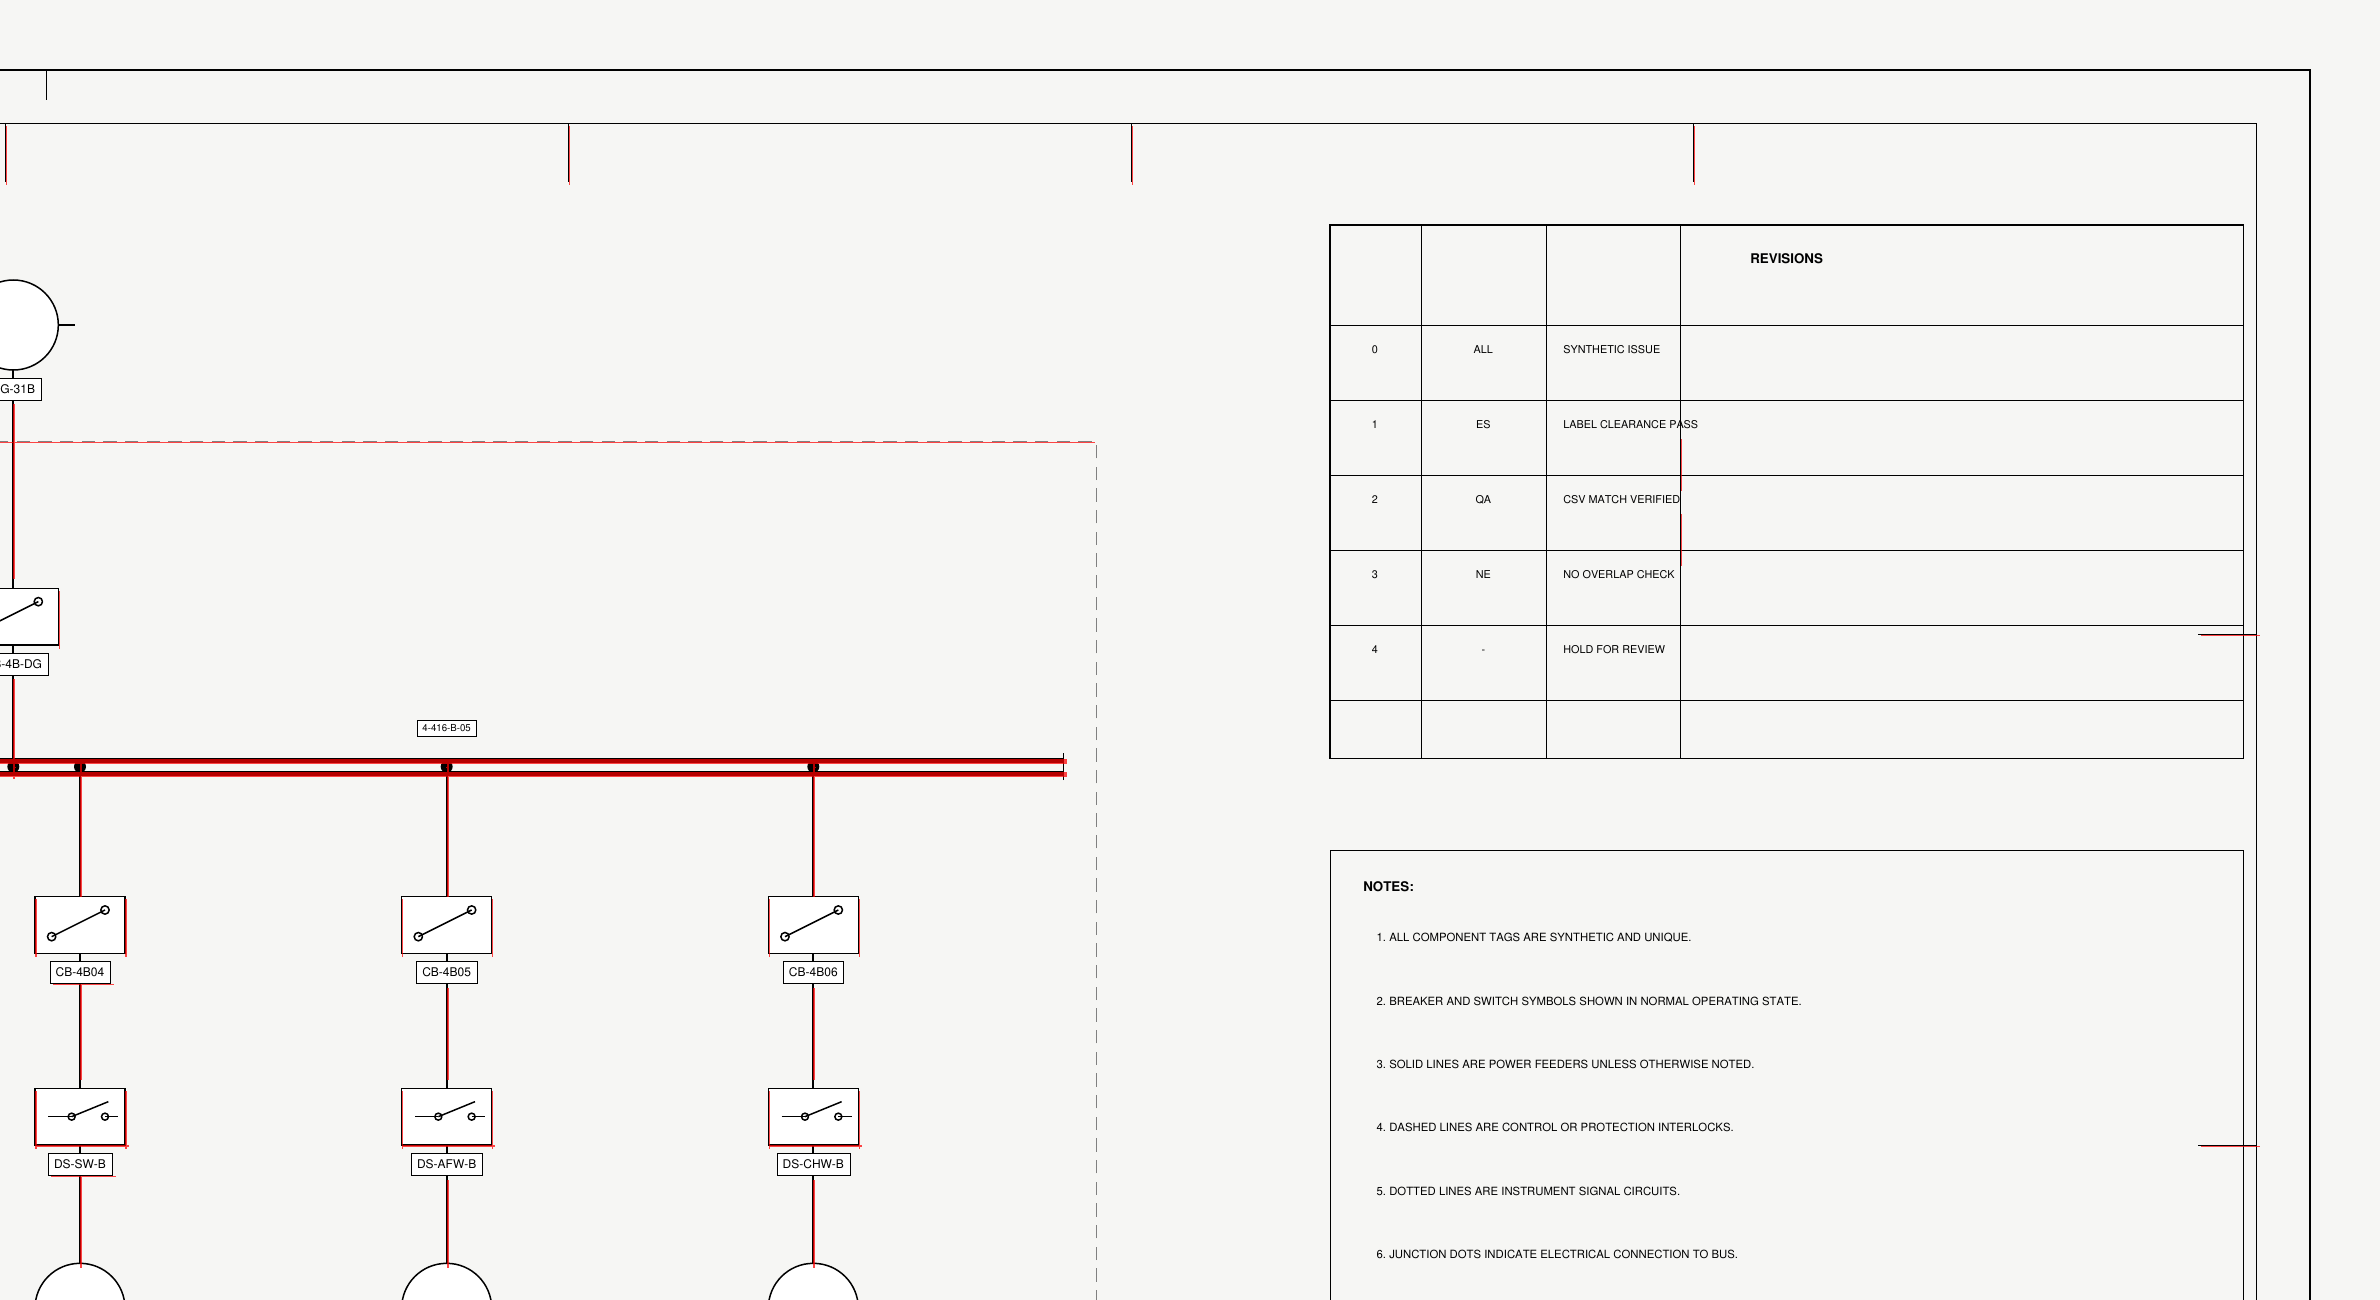 REVISIONS
0 ALL SYNTHETIC ISSUE
1 ES LABEL CLEARANCE PASS
2 QA CSV MATCH VERIFIED
3 NE NO OVERLAP CHECK
4 - HOLD FOR REVIEW
G-31B
-4B-DG
4-416-B-05
CB-4B04
CB-4B05
CB-4B06
DS-SW-B
DS-AFW-B
DS-CHW-B
NOTES:
1. ALL COMPONENT TAGS ARE SYNTHETIC AND UNIQUE.
2. BREAKER AND SWITCH SYMBOLS SHOWN IN NORMAL OPERATING STATE.
3. SOLID LINES ARE POWER FEEDERS UNLESS OTHERWISE NOTED.
4. DASHED LINES ARE CONTROL OR PROTECTION INTERLOCKS.
5. DOTTED LINES ARE INSTRUMENT SIGNAL CIRCUITS.
6. JUNCTION DOTS INDICATE ELECTRICAL CONNECTION TO BUS.